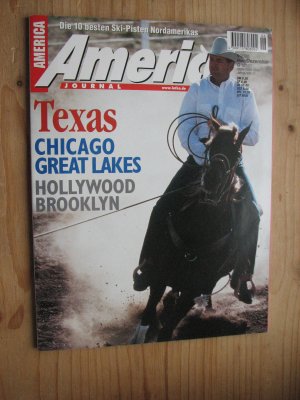 Die 10 besten Ski-Pisten Nordamerikas
AMERICA
Americ
JOURNAL
Texas
CHICAGO
GREAT LAKES
HOLLYWOOD
BROOKLYN